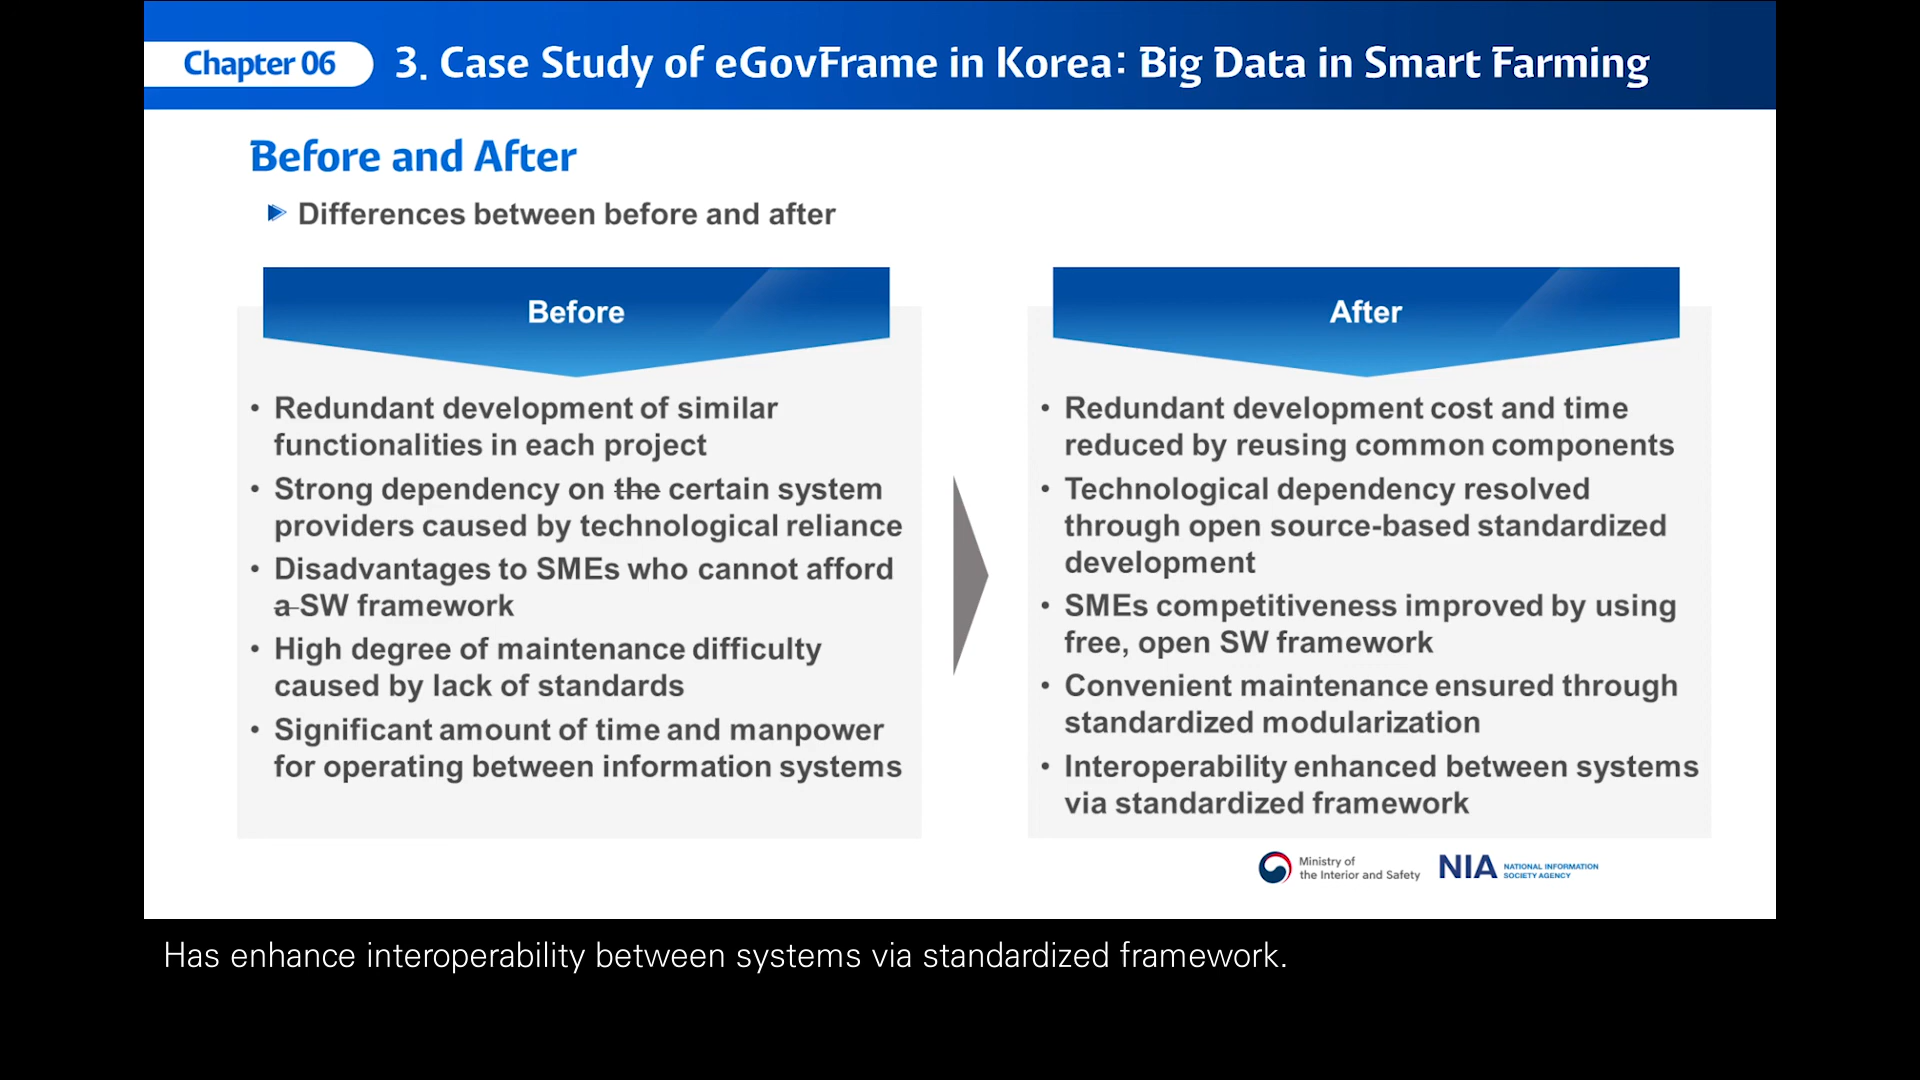 Chapter 06
3. Case Study of eGovFrame in Korea: Big Data in Smart Farming
Before and After
Differences between before and after
Before
• Redundant development of similar
functionalities in each project
• Strong dependency on the certain system
providers caused by technological reliance
• Disadvantages to SMEs who cannot afford
a SW framework
• High degree of maintenance difficulty
caused by lack of standards
• Significant amount of time and manpower
for operating between information systems
After
• Redundant development cost and time
reduced by reusing common components
• Technological dependency resolved
through open source-based standardized
development
• SMEs competitiveness improved by using
free, open SW framework
• Convenient maintenance ensured through
standardized modularization
• Interoperability enhanced between systems
via standardized framework
Ministry of
the Interior and Safety
NIA
NATIONAL INFORMATION
SOCIETY AGENCY
Has enhance interoperability between systems via standardized framework.